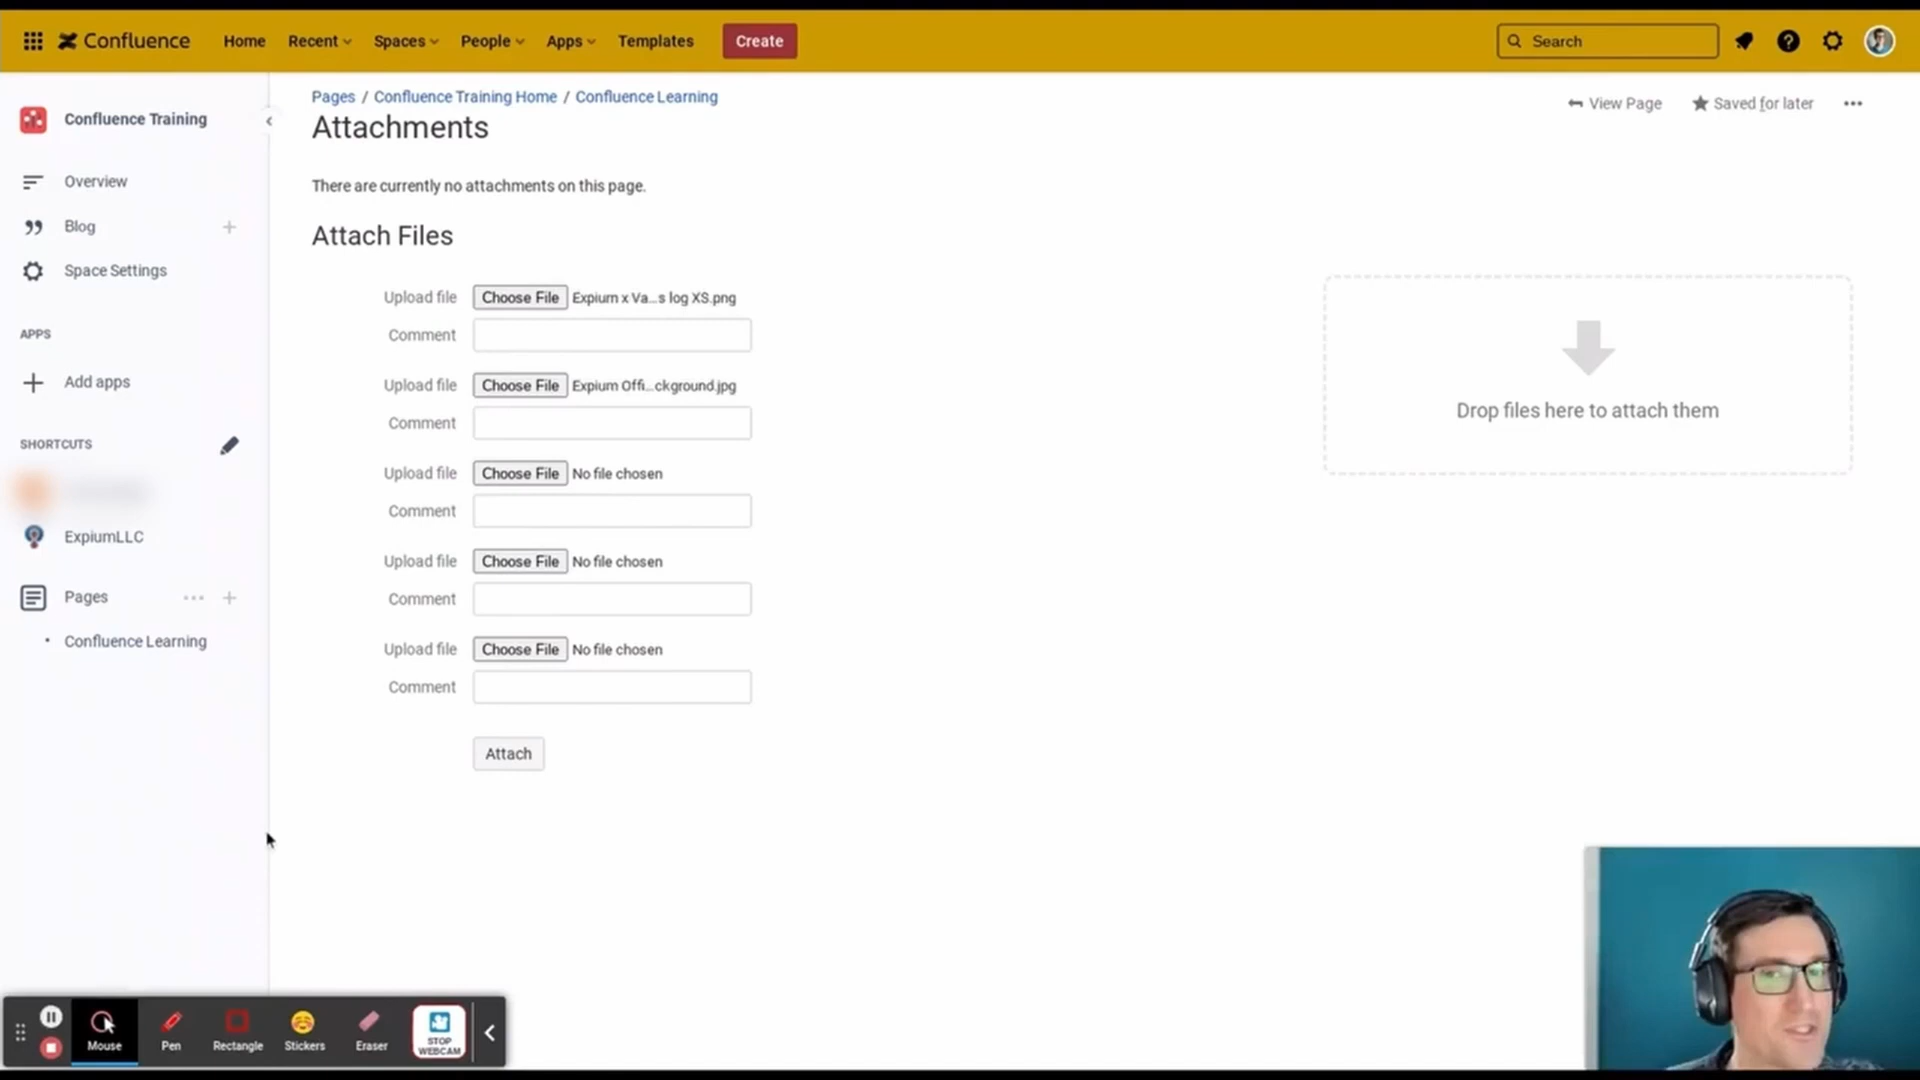 Confluence Home Recent Spaces People Apps Templates Create Search
Confluence Training
Overview
Blog
Space Settings
APPS
Add apps
SHORTCUTS
ExpiumLLC
Pages
Confluence Learning
Pages / Confluence Training Home / Confluence Learning
View Page Saved for later
Attachments
There are currently no attachments on this page.
Attach Files
Upload file Choose File Expium x Va...s log XS.png
Comment
Upload file Choose File Expium Offi...ckground.jpg
Comment
Upload file Choose File No file chosen
Comment
Upload file Choose File No file chosen
Comment
Upload file Choose File No file chosen
Comment
Attach
Drop files here to attach them
Mouse Pen Rectangle Stickers Eraser STOP
WEBCAM